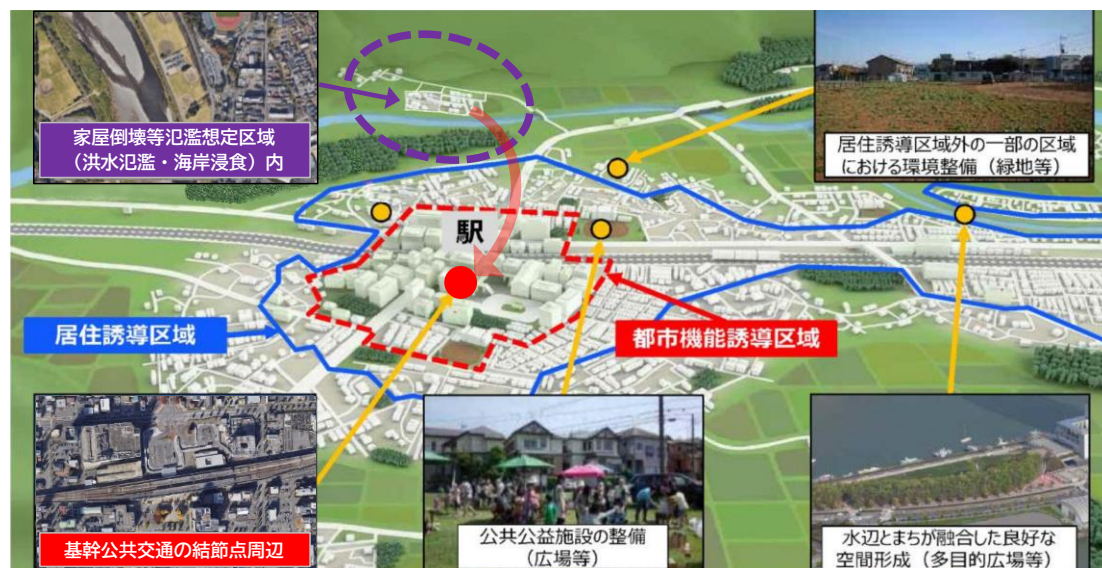 家屋倒壊等氾濫想定区域
（洪水氾濫・海岸浸食）内
居住誘導区域外の一部の区域
における環境整備（緑地等）
駅
居住誘導区域
都市機能誘導区域
基幹公共交通の結節点周辺
公共公益施設の整備
（広場等）
水辺とまちが融合した良好な
空間形成（多目的広場等）